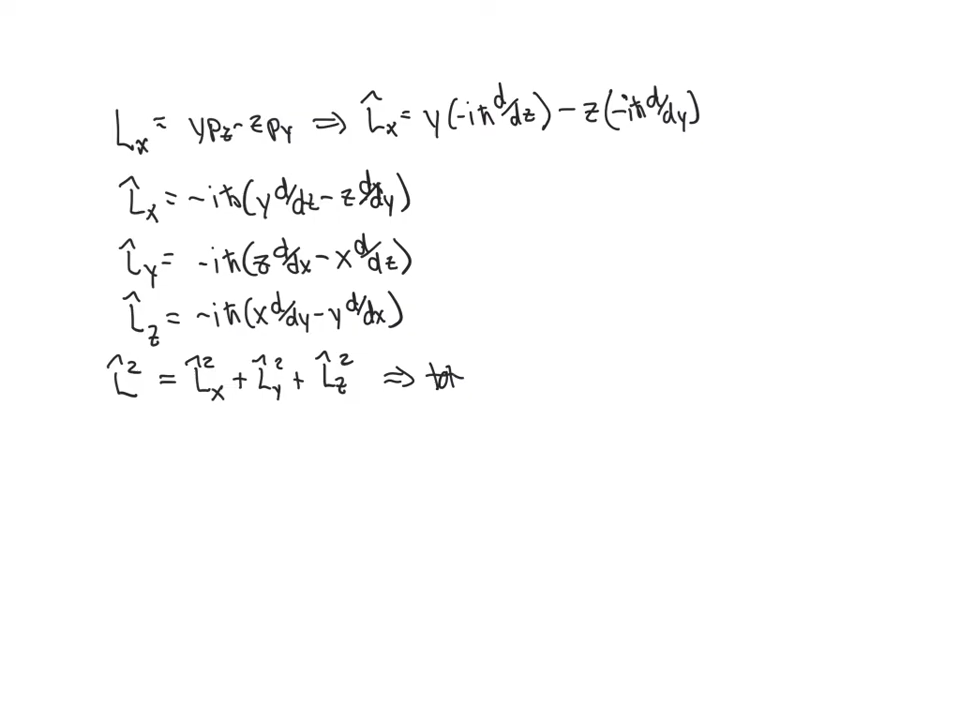 Lx = ypz - zpy ⇒ L̂x = y(-iħ d/dz) - z(-iħ d/dy)
L̂x = -iħ(y d/dz - z d/dy)
L̂y = -iħ(z d/dx - x d/dz)
L̂z = -iħ(x d/dy - y d/dx)
L̂² = L̂x² + L̂y² + L̂z² ⇒ tot